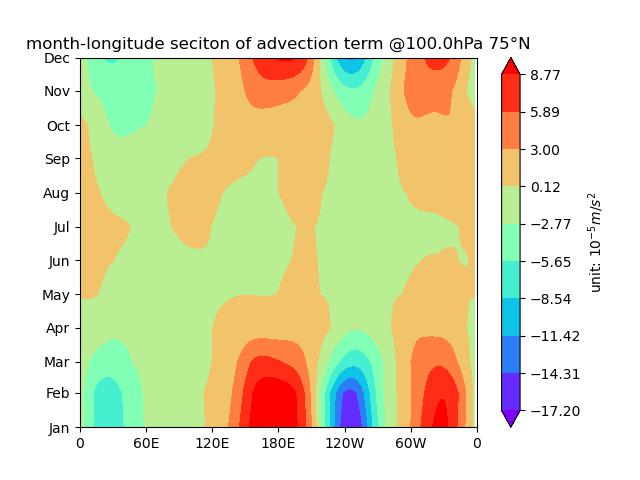 month-longitude seciton of advection term @100.0hPa 75°N
Dec
Nov
Oct
Sep
Aug
Jul
Jun
May
Apr
Mar
Feb
Jan
0 60E 120E 180E 120W 60W 0
8.77
5.89
3.00
0.12
−2.77
−5.65
−8.54
−11.42
−14.31
−17.20
unit: 10⁻⁵m/s²